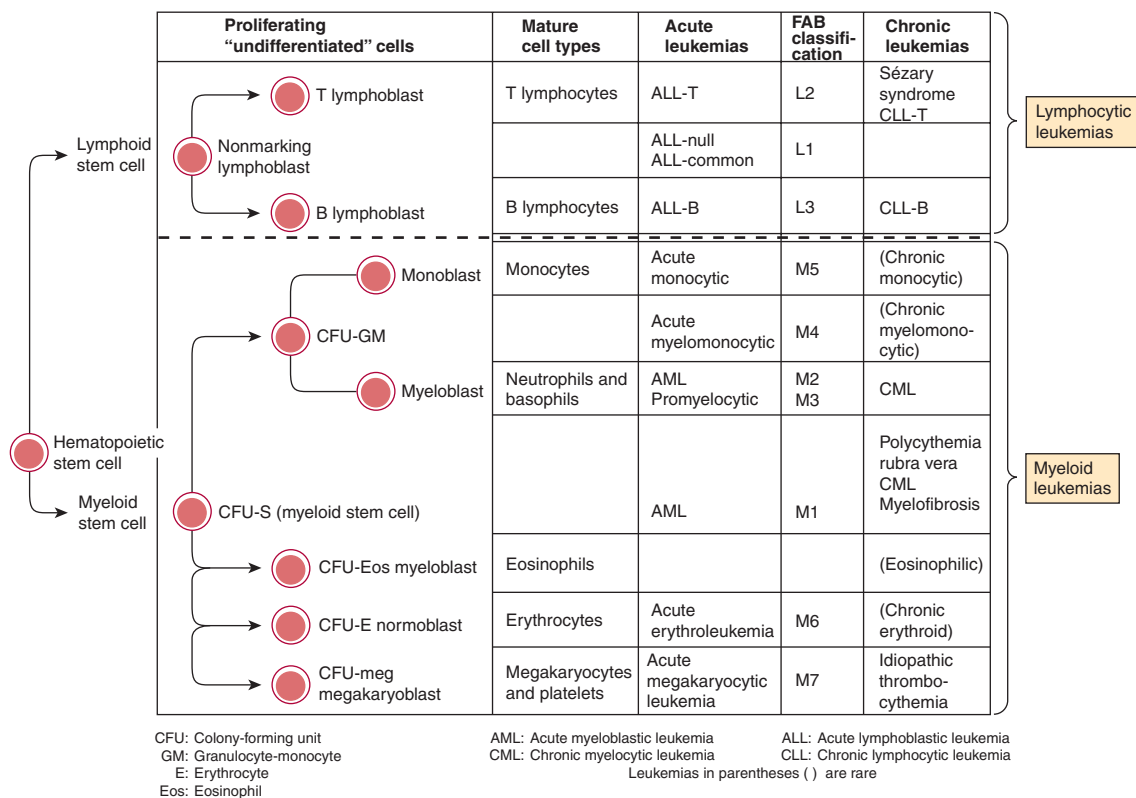 Proliferating
“undifferentiated” cells
Mature
cell types
Acute
leukemias
FAB
classifi-
cation
Chronic
leukemias
Lymphoid
stem cell
T lymphoblast
Nonmarking
lymphoblast
B lymphoblast
T lymphocytes
ALL-T
L2
Sézary
syndrome
CLL-T
ALL-null
ALL-common
L1
B lymphocytes
ALL-B
L3
CLL-B
Lymphocytic
leukemias
Hematopoietic
stem cell
Myeloid
stem cell
Monoblast
CFU-GM
Myeloblast
CFU-S (myeloid stem cell)
CFU-Eos myeloblast
CFU-E normoblast
CFU-meg
megakaryoblast
Monocytes
Acute
monocytic
M5
(Chronic
monocytic)
Acute
myelomonocytic
M4
(Chronic
myelomono-
cytic)
Neutrophils and
basophils
AML
Promyelocytic
M2
M3
CML
AML
M1
Polycythemia
rubra vera
CML
Myelofibrosis
Eosinophils
(Eosinophilic)
Erythrocytes
Acute
erythroleukemia
M6
(Chronic
erythroid)
Megakaryocytes
and platelets
Acute
megakaryocytic
leukemia
M7
Idiopathic
thrombo-
cythemia
Myeloid
leukemias
CFU: Colony-forming unit
GM: Granulocyte-monocyte
E: Erythrocyte
Eos: Eosinophil
AML: Acute myeloblastic leukemia
CML: Chronic myelocytic leukemia
ALL: Acute lymphoblastic leukemia
CLL: Chronic lymphocytic leukemia
Leukemias in parentheses ( ) are rare